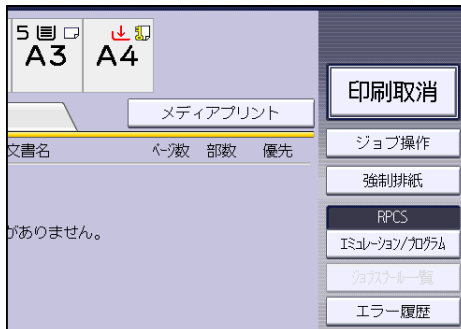 5
A3 A4
印刷取消
メディアプリント
文書名 ページ数 部数 優先
ジョブ操作
強制排紙
がありません。
RPCS
エミュレーション/プログラム
ジョブスプール一覧
エラー履歴